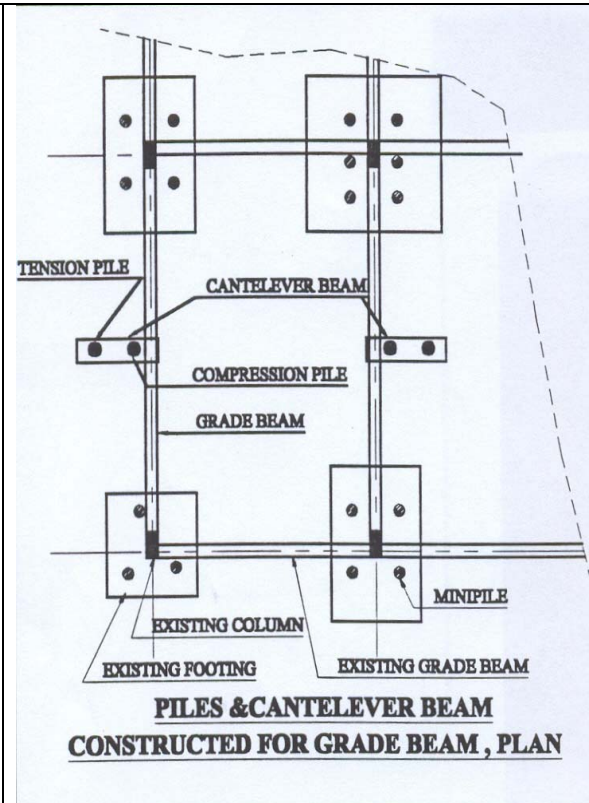 TENSION PILE
CANTELEVER BEAM
COMPRESSION PILE
GRADE BEAM
MINIPILE
EXISTING COLUMN
EXISTING FOOTING
EXISTING GRADE BEAM
PILES &CANTELEVER BEAM
CONSTRUCTED FOR GRADE BEAM , PLAN